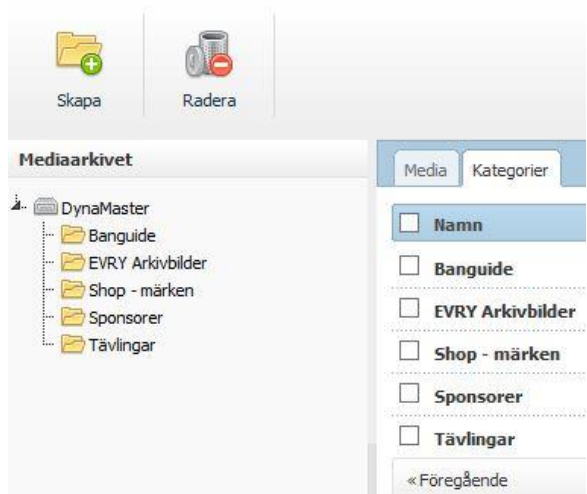 Skapa
Radera
Mediaarkivet
DynaMaster
Banguide
EVRY Arkivbilder
Shop - märken
Sponsorer
Tävlingar
Media
Kategorier
Namn
Banguide
EVRY Arkivbilder
Shop - märken
Sponsorer
Tävlingar
«Föregående